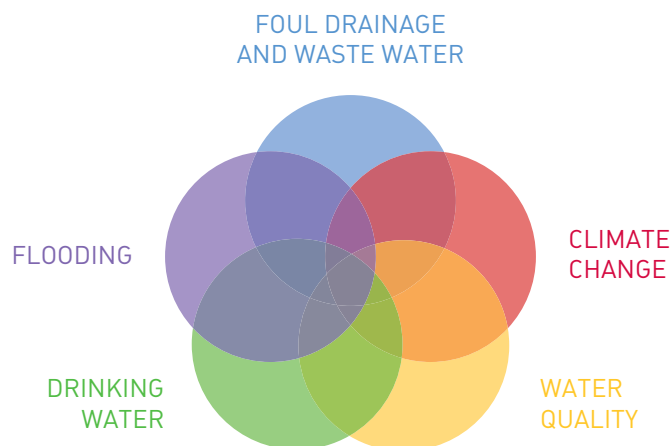 FOUL DRAINAGE
AND WASTE WATER
FLOODING
CLIMATE
CHANGE
DRINKING
WATER
WATER
QUALITY